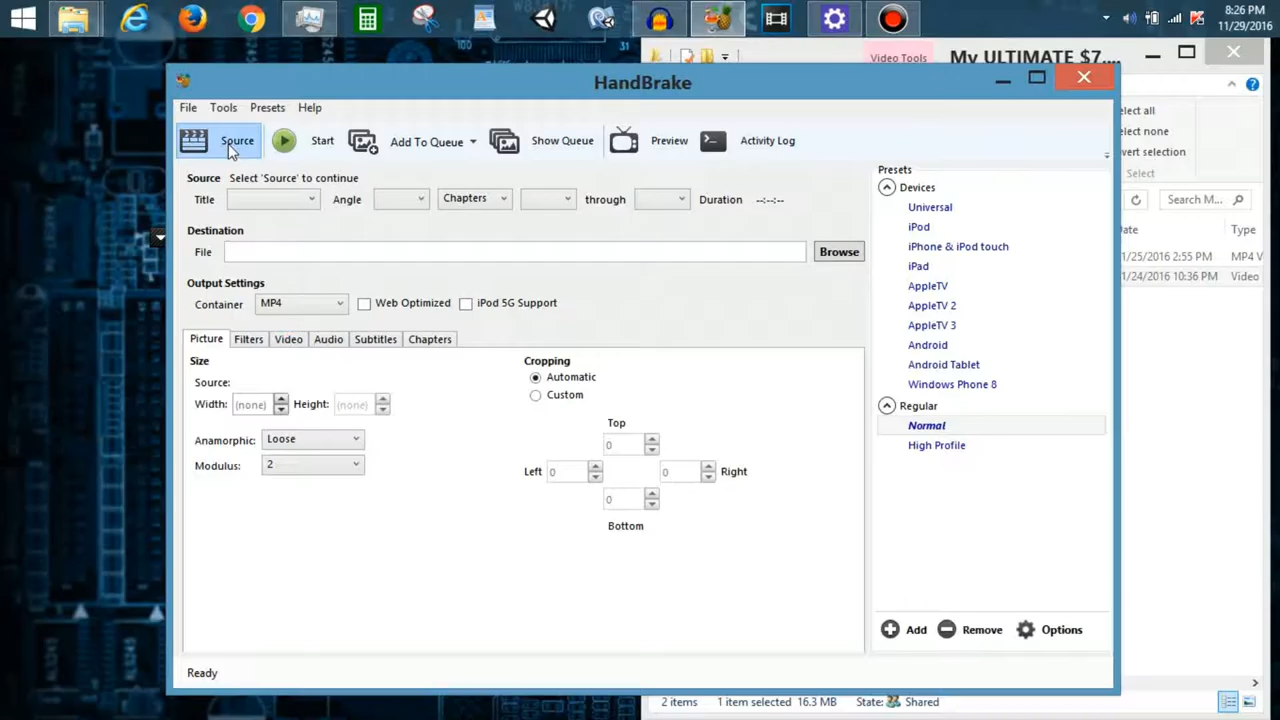 8:26 PM
11/29/2016
31
100
Video Tools
My ULTIMATE $7....
HandBrake
File Tools Presets Help
Source
Start
Add To Queue
Show Queue
Preview
Activity Log
elect all
elect none
vert selection
Select
Source Select 'Source' to continue
Title
Angle
Chapters
through
Duration --:--:--
Destination
File
Browse
Output Settings
Container MP4
Web Optimized
iPod 5G Support
Picture Filters Video Audio Subtitles Chapters
Size
Source:
Width: (none) Height: (none)
Anamorphic: Loose
Modulus: 2
Cropping
Automatic
Custom
Top
0
Left 0 0 Right
0
Bottom
Presets
Devices
Universal
iPod
iPhone & iPod touch
iPad
AppleTV
AppleTV 2
AppleTV 3
Android
Android Tablet
Windows Phone 8
Regular
Normal
High Profile
Add Remove Options
Ready
Search M...
Date Type
1/25/2016 2:55 PM MP4 V
1/24/2016 10:36 PM Video
2 items 1 item selected 16.3 MB State: Shared